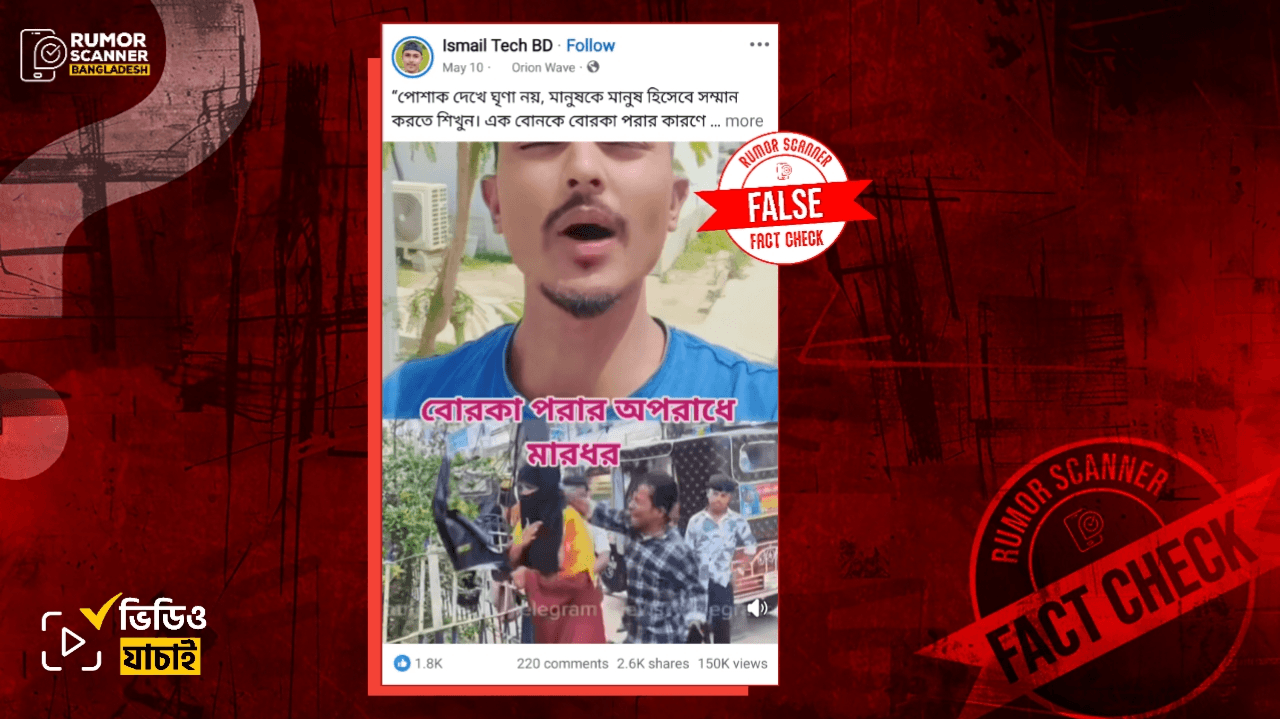 RUMOR
SCANNER
BANGLADESH
Ismail Tech BD · Follow
May 10 · Orion Wave ·
"পোশাক দেখে ঘৃণা নয়, মানুষকে মানুষ হিসেবে সম্মান
করতে শিখুন। এক বোনকে বোরকা পরার কারণে ... more
RUMOR SCANNER
FALSE
FACT CHECK
বোরকা পরার অপরাধে
মারধর
elegram
1.8K 220 comments 2.6K shares 150K views
ভিডিও
যাচাই
RUMOR SCANNER
FACT CHECK